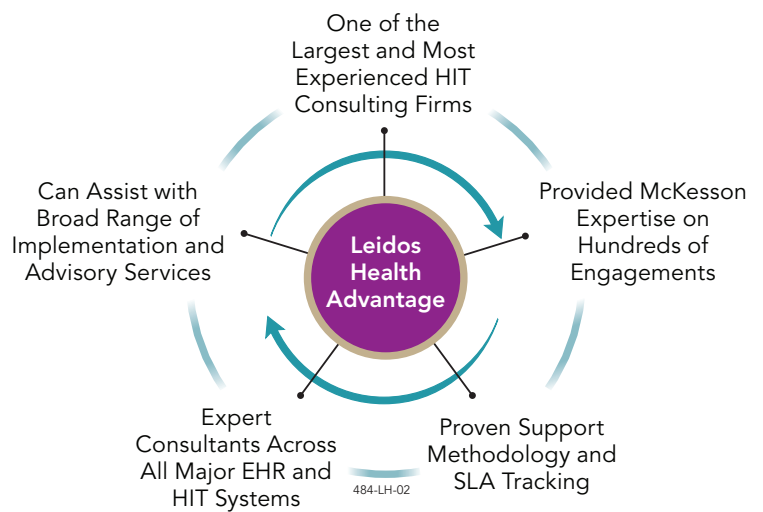 One of the
Largest and Most
Experienced HIT
Consulting Firms
Can Assist with
Broad Range of
Implementation and
Advisory Services
Provided McKesson
Expertise on
Hundreds of
Engagements
Leidos
Health
Advantage
Expert
Consultants Across
All Major EHR and
HIT Systems
Proven Support
Methodology and
SLA Tracking
484-LH-02